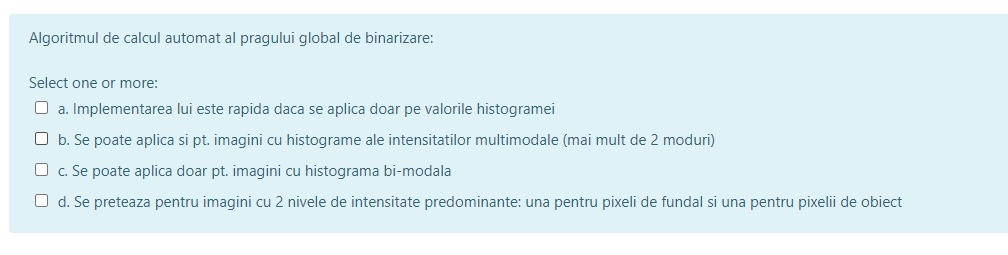 Algoritmul de calcul automat al pragului global de binarizare:
Select one or more:
a. Implementarea lui este rapida daca se aplica doar pe valorile histogramei
b. Se poate aplica si pt. imagini cu histograme ale intensitatilor multimodale (mai mult de 2 moduri)
c. Se poate aplica doar pt. imagini cu histograma bi-modala
d. Se preteaza pentru imagini cu 2 nivele de intensitate predominante: una pentru pixeli de fundal si una pentru pixelii de obiect